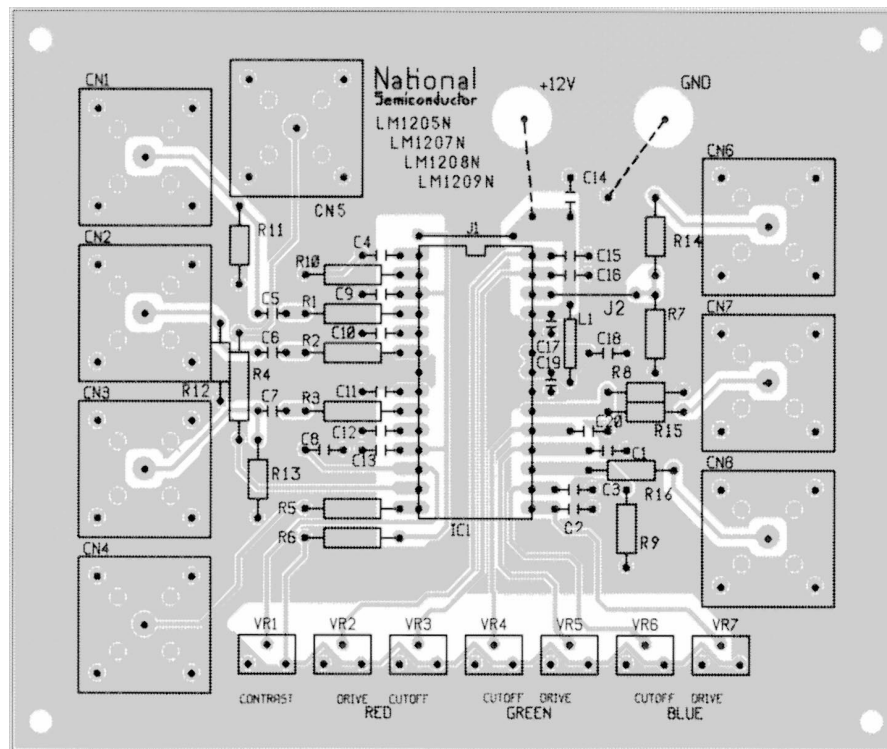 National
Semiconductor
+12V
GND
CN1
LM1205N
LM1207N
LM1208N
LM1209N
CN6
C14
CN5
R11
J1
R14
CN2
C4
R10
C15
C16
C9
C5
R1
J2
C10
L1
R7
C6
R2
C17
C18
R12
R4
C19
CN7
R8
CN3
C11
C7
R3
C12
C20
R15
C8
C13
C1
CN8
R13
C3
R16
R5
IC1
C2
R6
R9
CN4
VR1
VR2
VR3
VR4
VR5
VR6
VR7
CONTRAST
DRIVE
CUTOFF
CUTOFF
DRIVE
CUTOFF
DRIVE
RED
GREEN
BLUE